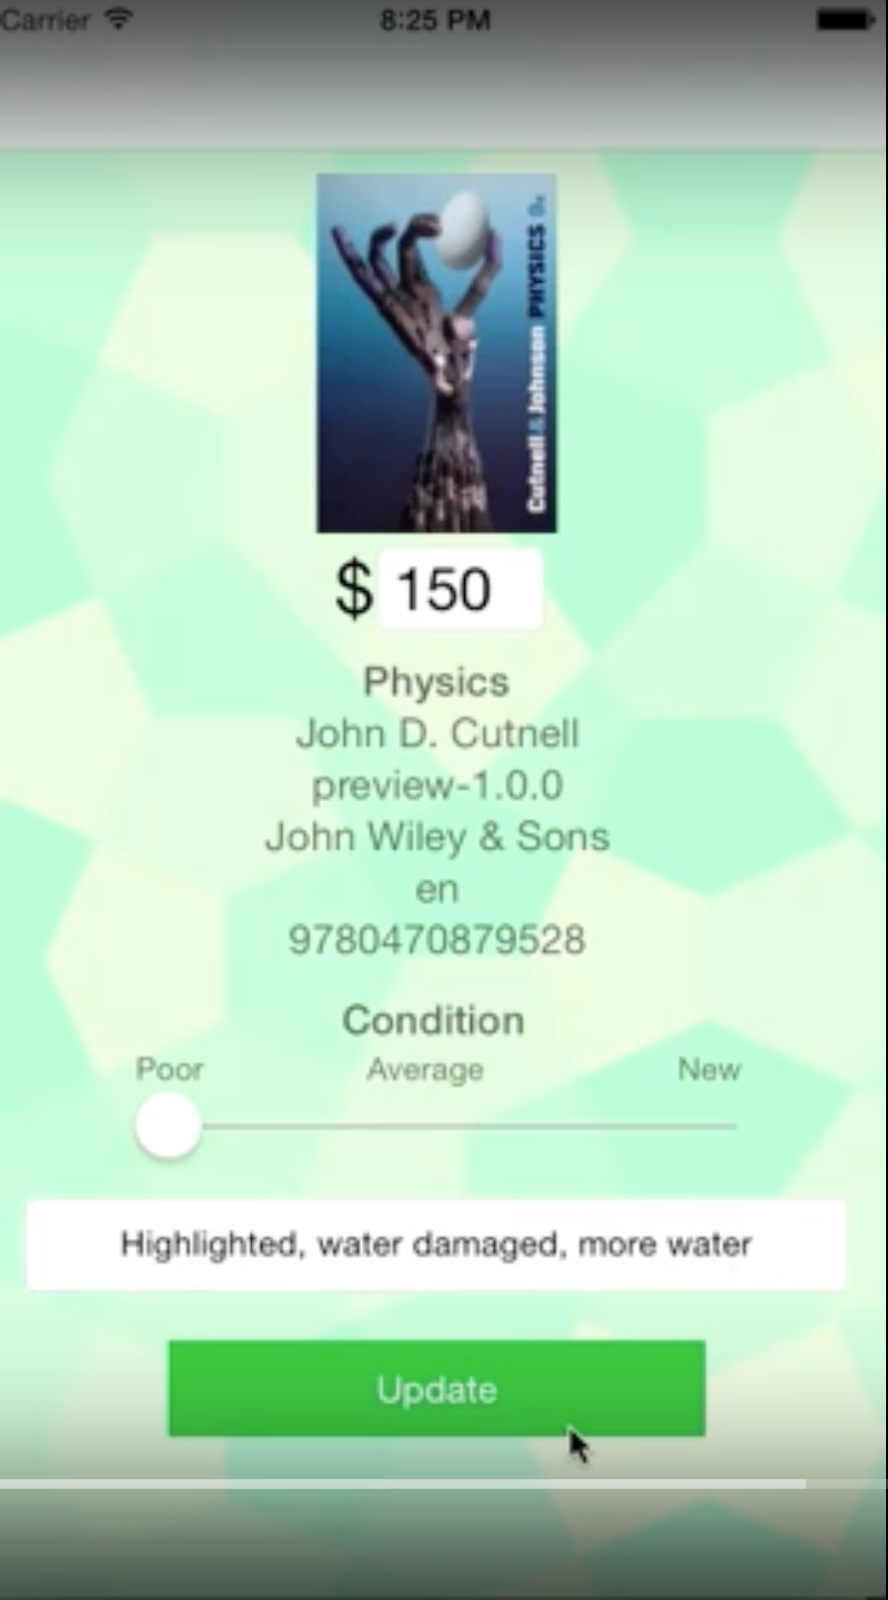 Carrier 8:25 PM
Cutnell & Johnson PHYSICS 9e
$ 150
Physics
John D. Cutnell
preview-1.0.0
John Wiley & Sons
en
9780470879528
Condition
Poor Average New
Highlighted, water damaged, more water
Update